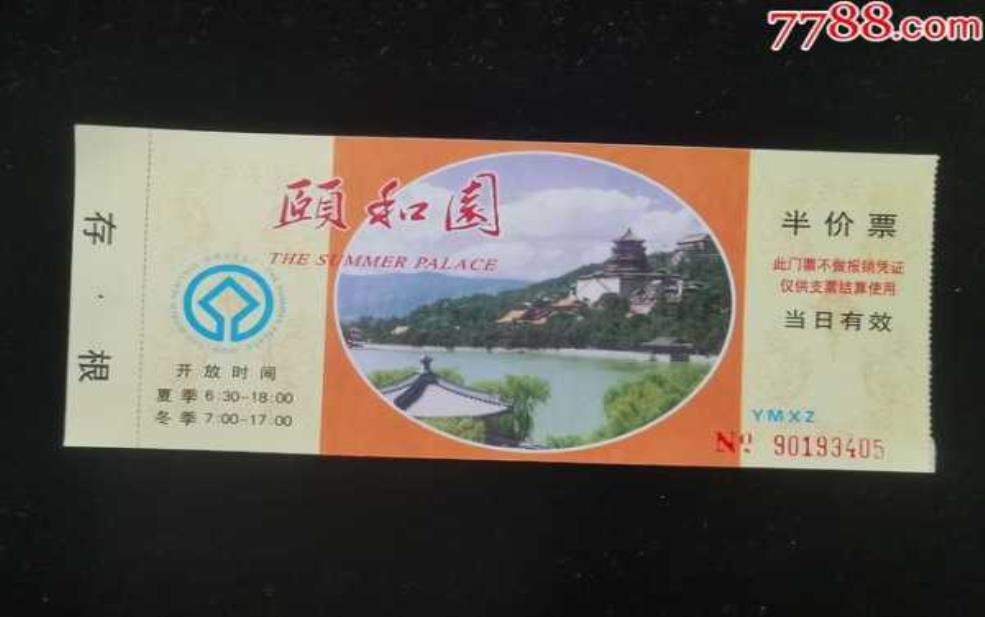 7788.com
存·根
頤和園
THE SUMMER PALACE
开放时间
夏季 6:30-18:00
冬季 7:00-17:00
半价票
此门票不做报销凭证
仅供支票结算使用
当日有效
YMXZ
Nº 90193405